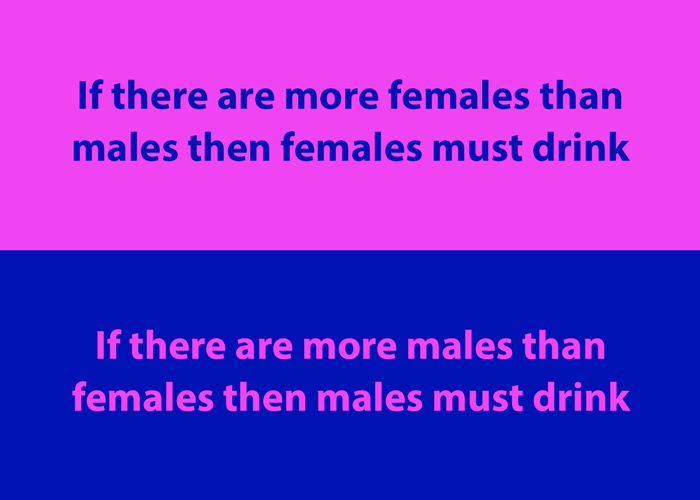 If there are more females than
males then females must drink
If there are more males than
females then males must drink